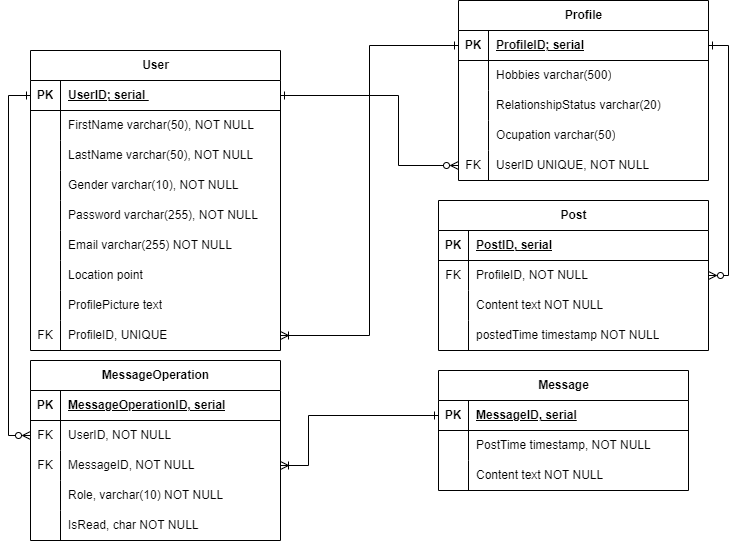 User
PK UserID; serial
FirstName varchar(50), NOT NULL
LastName varchar(50), NOT NULL
Gender varchar(10), NOT NULL
Password varchar(255), NOT NULL
Email varchar(255) NOT NULL
Location point
ProfilePicture text
FK ProfileID, UNIQUE
Profile
PK ProfileID; serial
Hobbies varchar(500)
RelationshipStatus varchar(20)
Ocupation varchar(50)
FK UserID UNIQUE, NOT NULL
Post
PK PostID, serial
FK ProfileID, NOT NULL
Content text NOT NULL
postedTime timestamp NOT NULL
MessageOperation
PK MessageOperationID, serial
FK UserID, NOT NULL
FK MessageID, NOT NULL
Role, varchar(10) NOT NULL
IsRead, char NOT NULL
Message
PK MessageID, serial
PostTime timestamp, NOT NULL
Content text NOT NULL